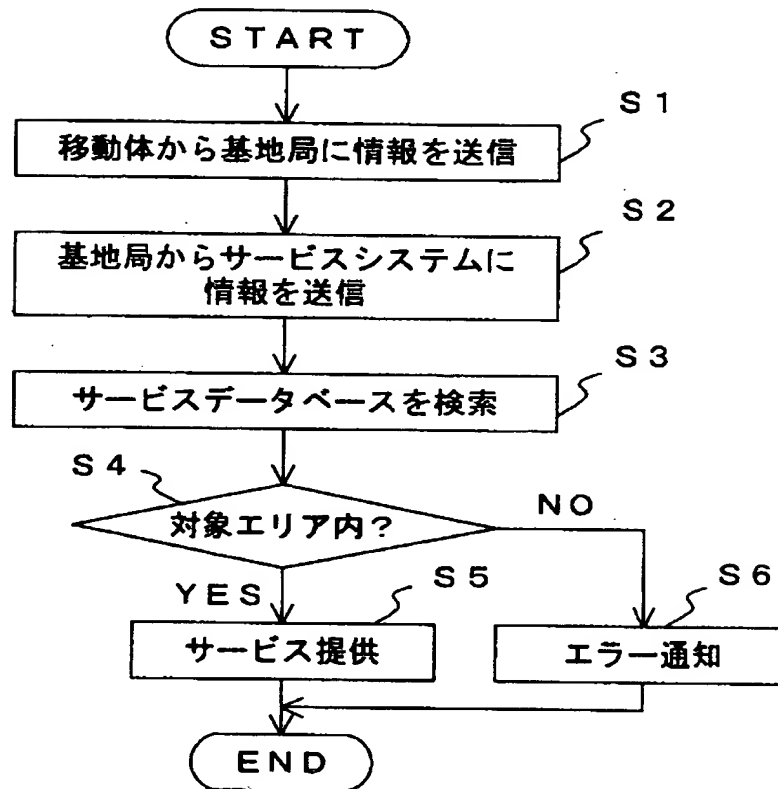 START
S1
移動体から基地局に情報を送信
S2
基地局からサービスシステムに
情報を送信
S3
サービスデータベースを検索
S4
対象エリア内?
NO
YES
S5
サービス提供
S6
エラー通知
END